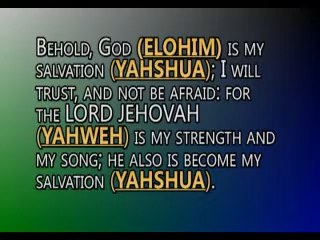 Behold, God (ELOHIM) is my
salvation (YAHSHUA); I will
trust, and not be afraid: for
the LORD JEHOVAH
(YAHWEH) is my strength and
my song; he also is become my
salvation (YAHSHUA).